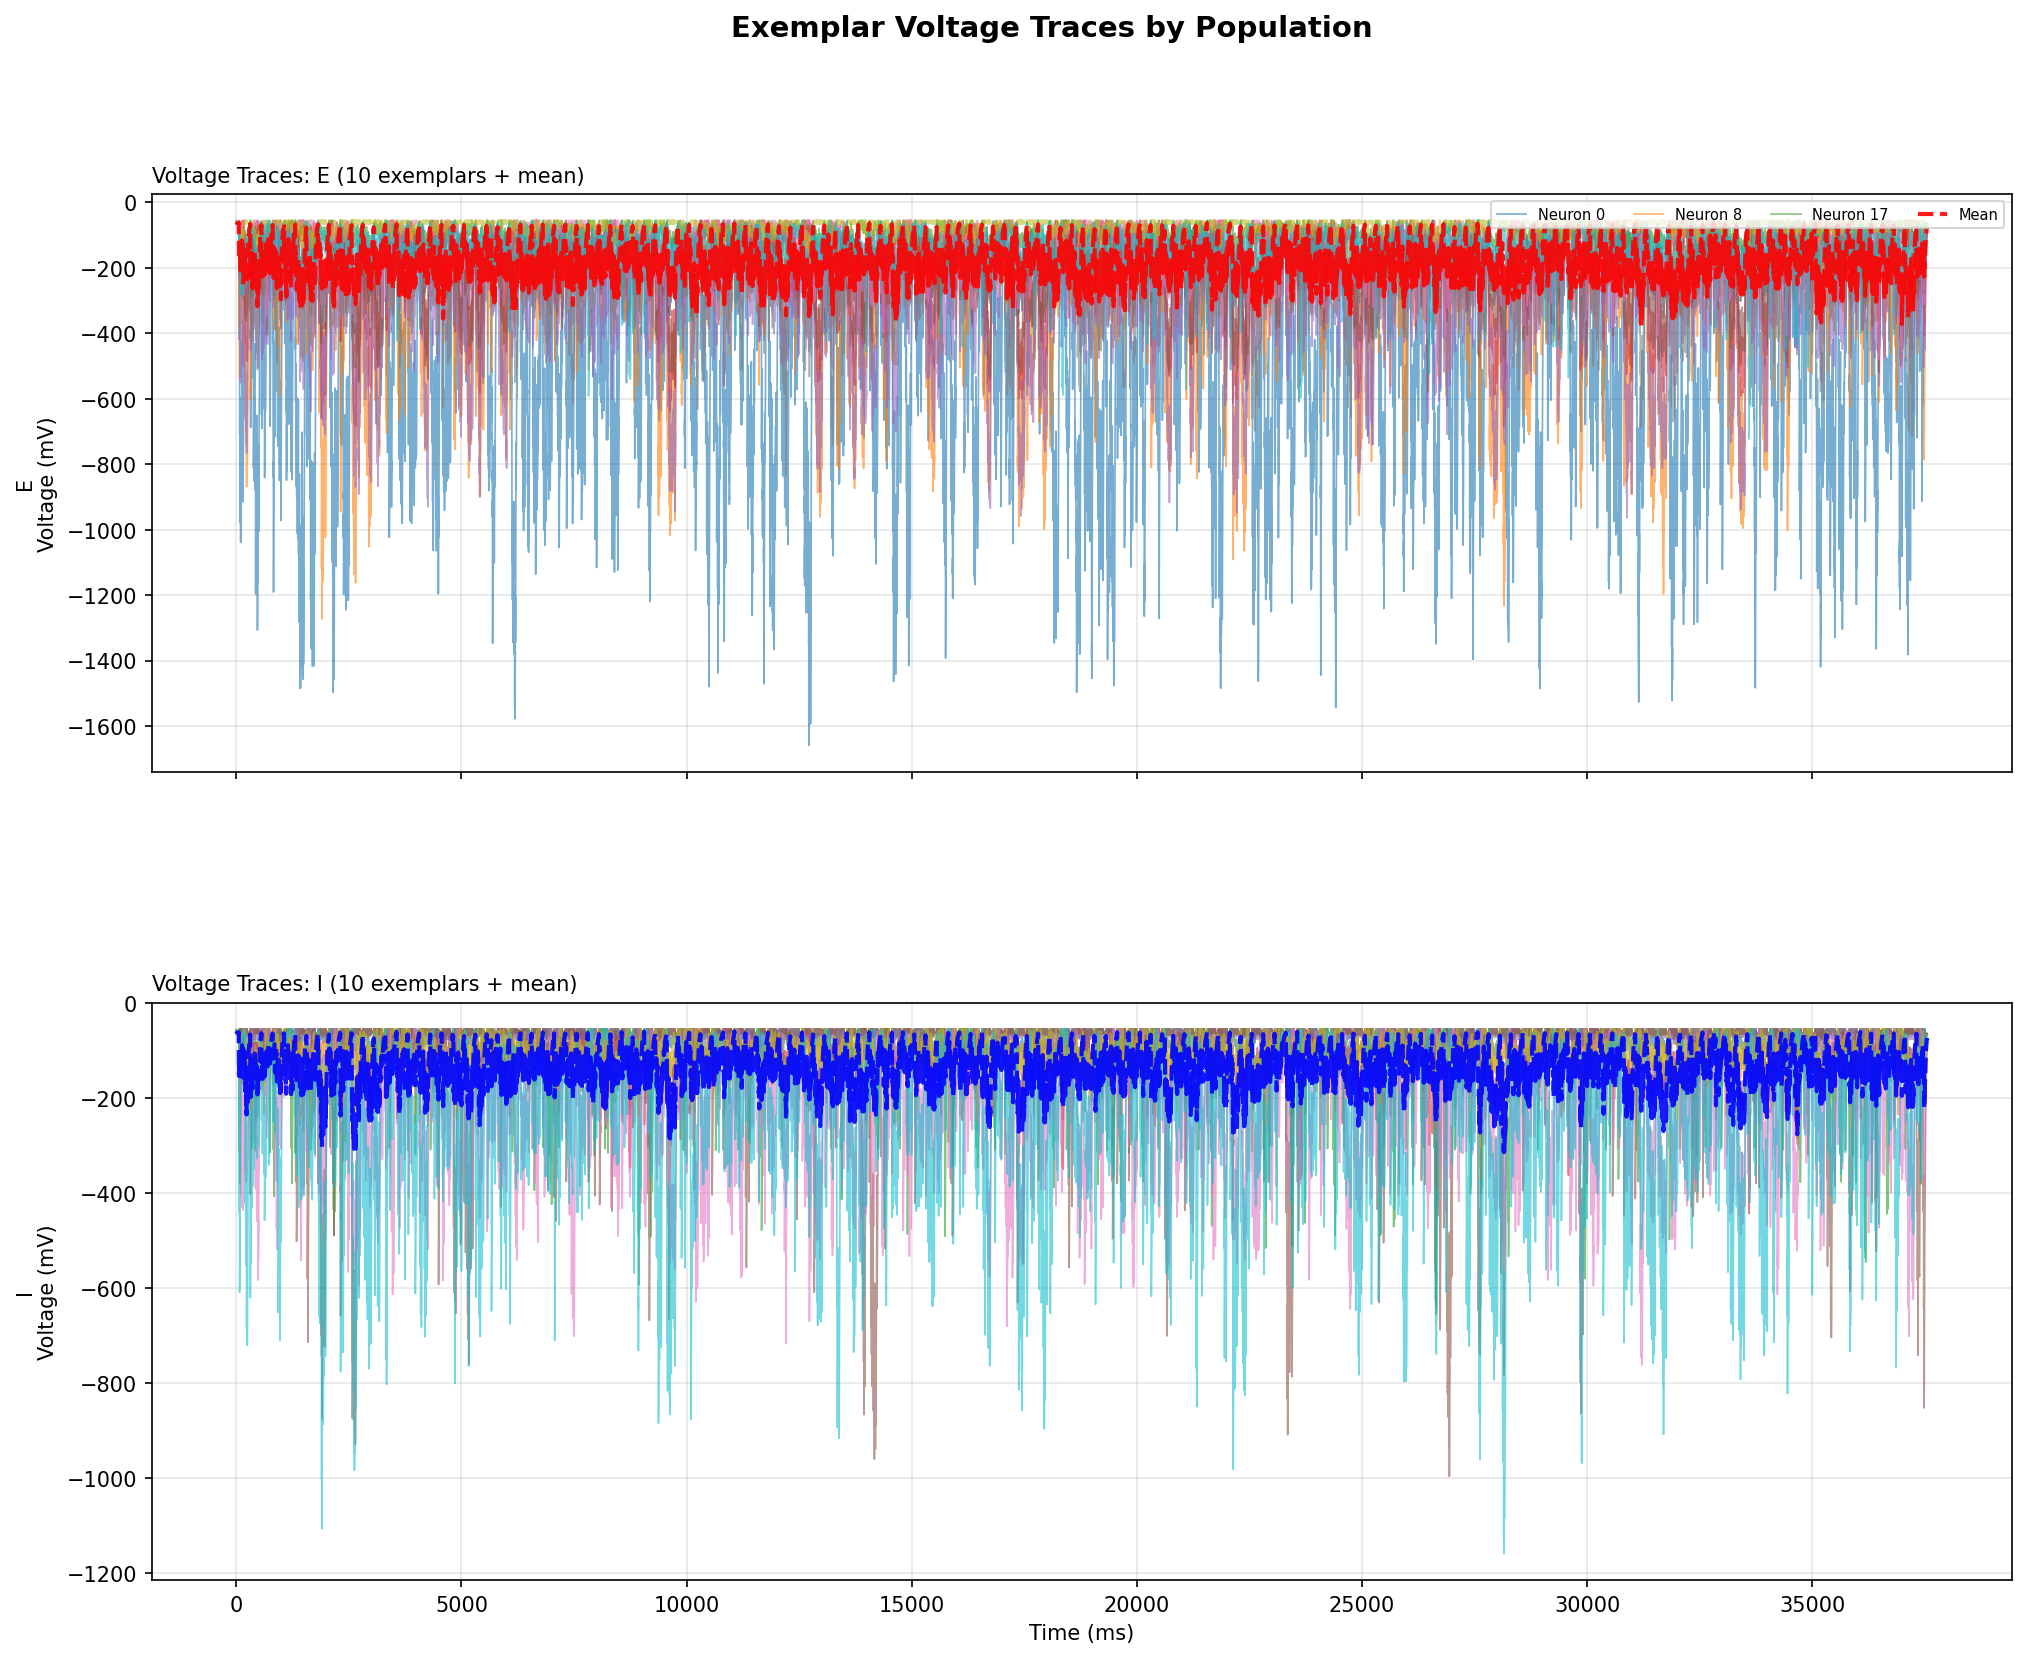 Exemplar Voltage Traces by Population
Voltage Traces: E (10 exemplars + mean)
Neuron 0 Neuron 8 Neuron 17 Mean
0
−200
−400
−600
−800
−1000
−1200
−1400
−1600
E
Voltage (mV)
Voltage Traces: I (10 exemplars + mean)
0
−200
−400
−600
−800
−1000
−1200
I
Voltage (mV)
0 5000 10000 15000 20000 25000 30000 35000
Time (ms)